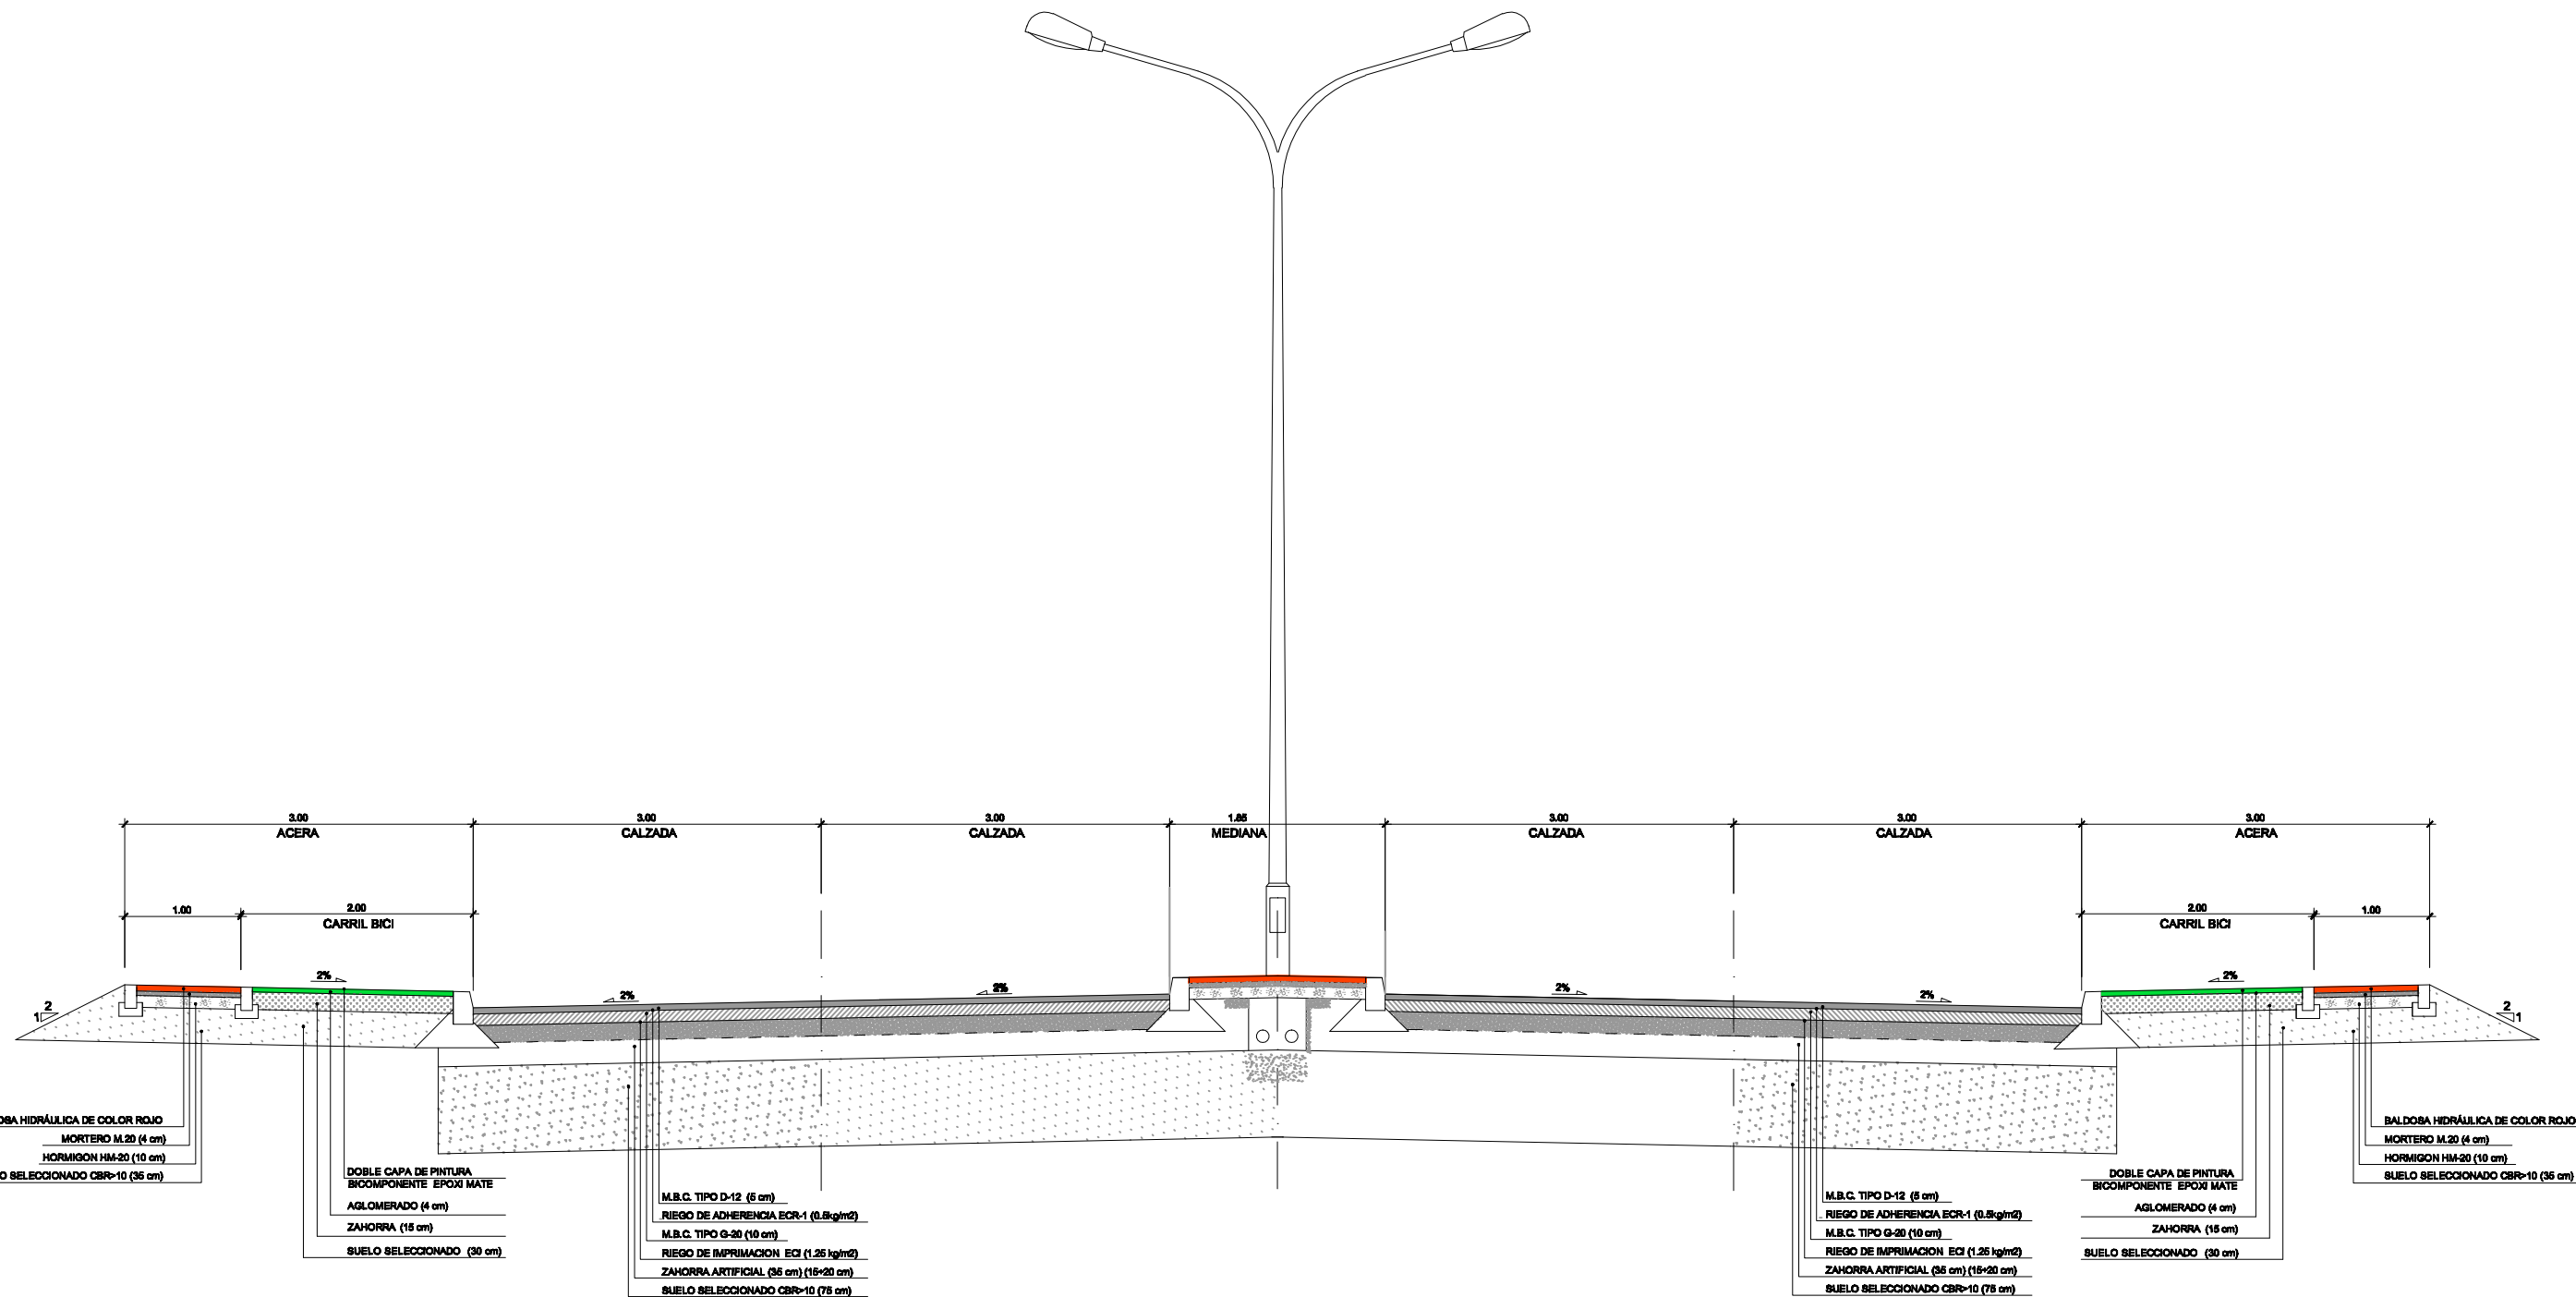 3.00 3.00 3.00 1.85 3.00 3.00 3.00
ACERA CALZADA CALZADA MEDIANA CALZADA CALZADA ACERA
1.00 2.00 2.00 1.00
CARRIL BICI CARRIL BICI
2% 2% 2% 2% 2% 2%
2
1
2
1
OSA HIDRÁULICA DE COLOR ROJO
MORTERO M.20 (4 cm)
HORMIGON HM-20 (10 cm)
O SELECCIONADO CBR>10 (35 cm)
DOBLE CAPA DE PINTURA
BICOMPONENTE EPOXI MATE
AGLOMERADO (4 cm)
ZAHORRA (15 cm)
SUELO SELECCIONADO (30 cm)
M.B.C. TIPO D-12 (5 cm)
RIEGO DE ADHERENCIA ECR-1 (0.5kg/m2)
M.B.C. TIPO G-20 (10 cm)
RIEGO DE IMPRIMACION ECI (1.25 kg/m2)
ZAHORRA ARTIFICIAL (35 cm) (15+20 cm)
SUELO SELECCIONADO CBR>10 (75 cm)
M.B.C. TIPO D-12 (5 cm)
RIEGO DE ADHERENCIA ECR-1 (0.5kg/m2)
M.B.C. TIPO G-20 (10 cm)
RIEGO DE IMPRIMACION ECI (1.25 kg/m2)
ZAHORRA ARTIFICIAL (35 cm) (15+20 cm)
SUELO SELECCIONADO CBR>10 (75 cm)
DOBLE CAPA DE PINTURA
BICOMPONENTE EPOXI MATE
AGLOMERADO (4 cm)
ZAHORRA (15 cm)
SUELO SELECCIONADO (30 cm)
BALDOSA HIDRÁULICA DE COLOR ROJO
MORTERO M.20 (4 cm)
HORMIGON HM-20 (10 cm)
SUELO SELECCIONADO CBR>10 (35 cm)